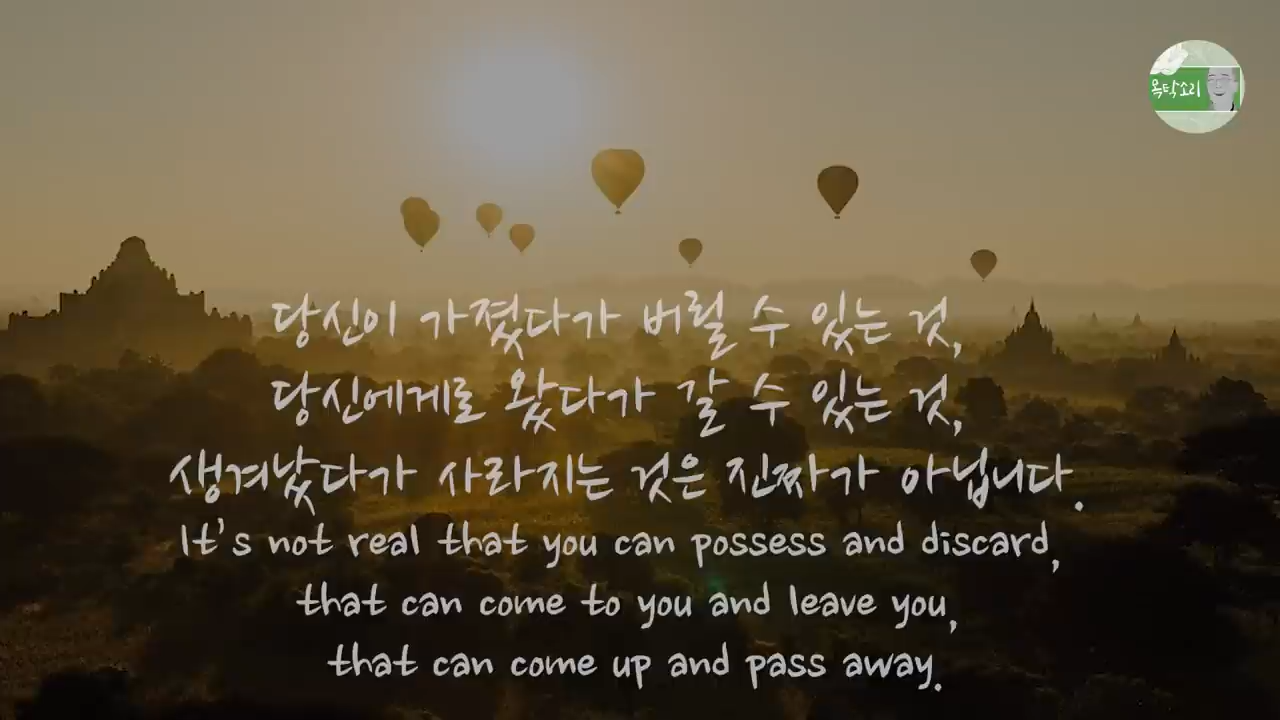 목탁소리
당신이 가졌다가 버릴 수 있는 것,
당신에게로 왔다가 갈 수 있는 것,
생겨났다가 사라지는 것은 진짜가 아닙니다.
It's not real that you can possess and discard,
that can come to you and leave you,
that can come up and pass away.